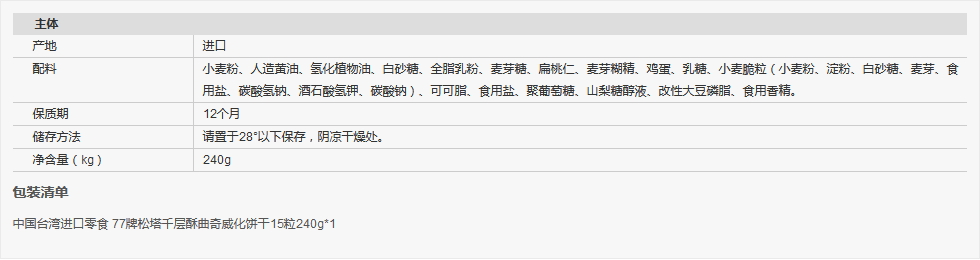 主体
产地 进口
配料 小麦粉、人造黄油、氢化植物油、白砂糖、全脂乳粉、麦芽糖、扁桃仁、麦芽糊精、鸡蛋、乳糖、小麦脆粒（小麦粉、淀粉、白砂糖、麦芽、食
用盐、碳酸氢钠、酒石酸氢钾、碳酸钠）、可可脂、食用盐、聚葡萄糖、山梨糖醇液、改性大豆磷脂、食用香精。
保质期 12个月
储存方法 请置于28°以下保存，阴凉干燥处。
净含量（kg） 240g
包装清单
中国台湾进口零食 77牌松塔千层酥曲奇威化饼干15粒240g*1